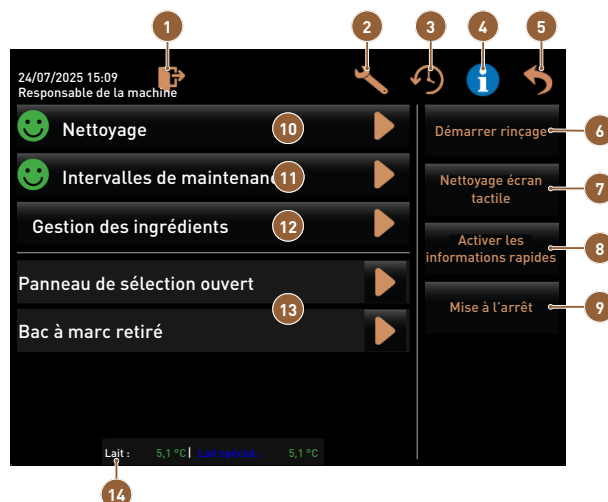 1
2
3
4
5
24/07/2025 15:09
Responsable de la machine
Nettoyage
10
Intervalles de maintenan
11
Gestion des ingrédients
12
Panneau de sélection ouvert
13
Bac à marc retiré
Démarrer rinçage
6
Nettoyage écran
tactile
7
Activer les
informations rapides
8
Mise à l'arrêt
9
Lait : 5,1 °C| Lait spécial 5,1 °C
14